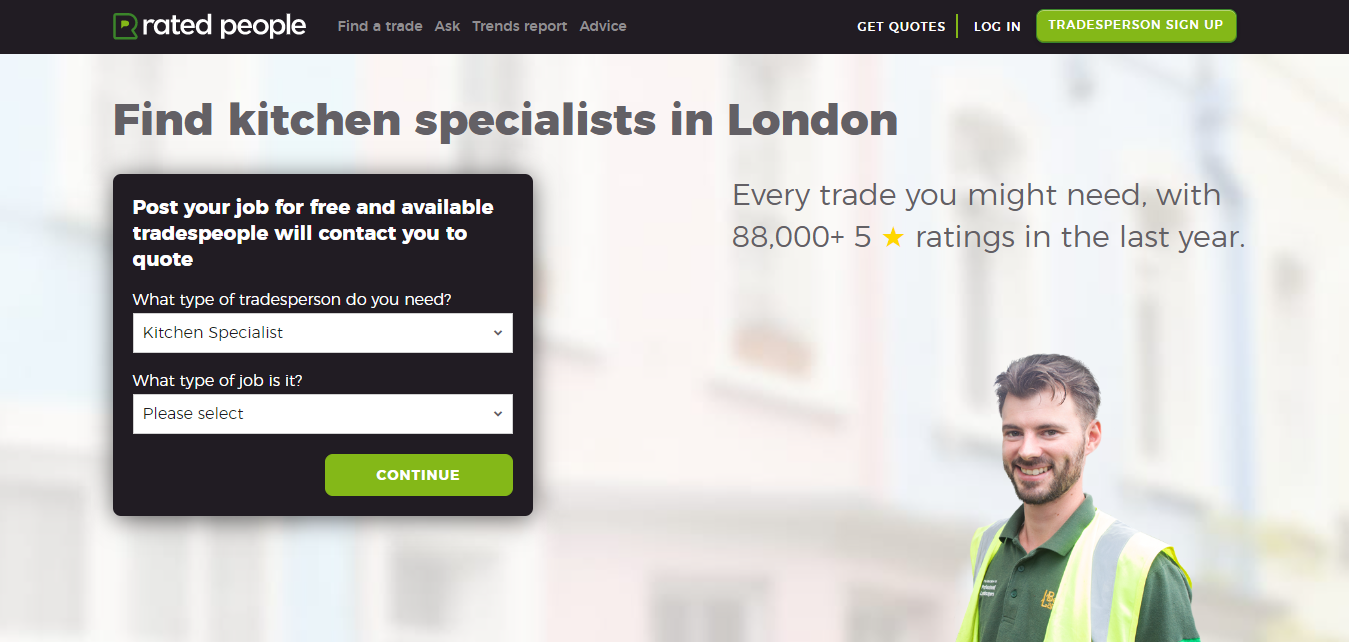 rated people
Find a trade Ask Trends report Advice
GET QUOTES LOG IN TRADESPERSON SIGN UP
Find kitchen specialists in London
Post your job for free and available
tradespeople will contact you to
quote
What type of tradesperson do you need?
Kitchen Specialist
What type of job is it?
Please select
CONTINUE
Every trade you might need, with
88,000+ 5 ★ ratings in the last year.